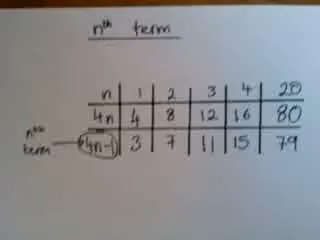 nth term
n 1 2 3 4 20
4n 4 8 12 16 80
nth term 4n-1 3 7 11 15 79